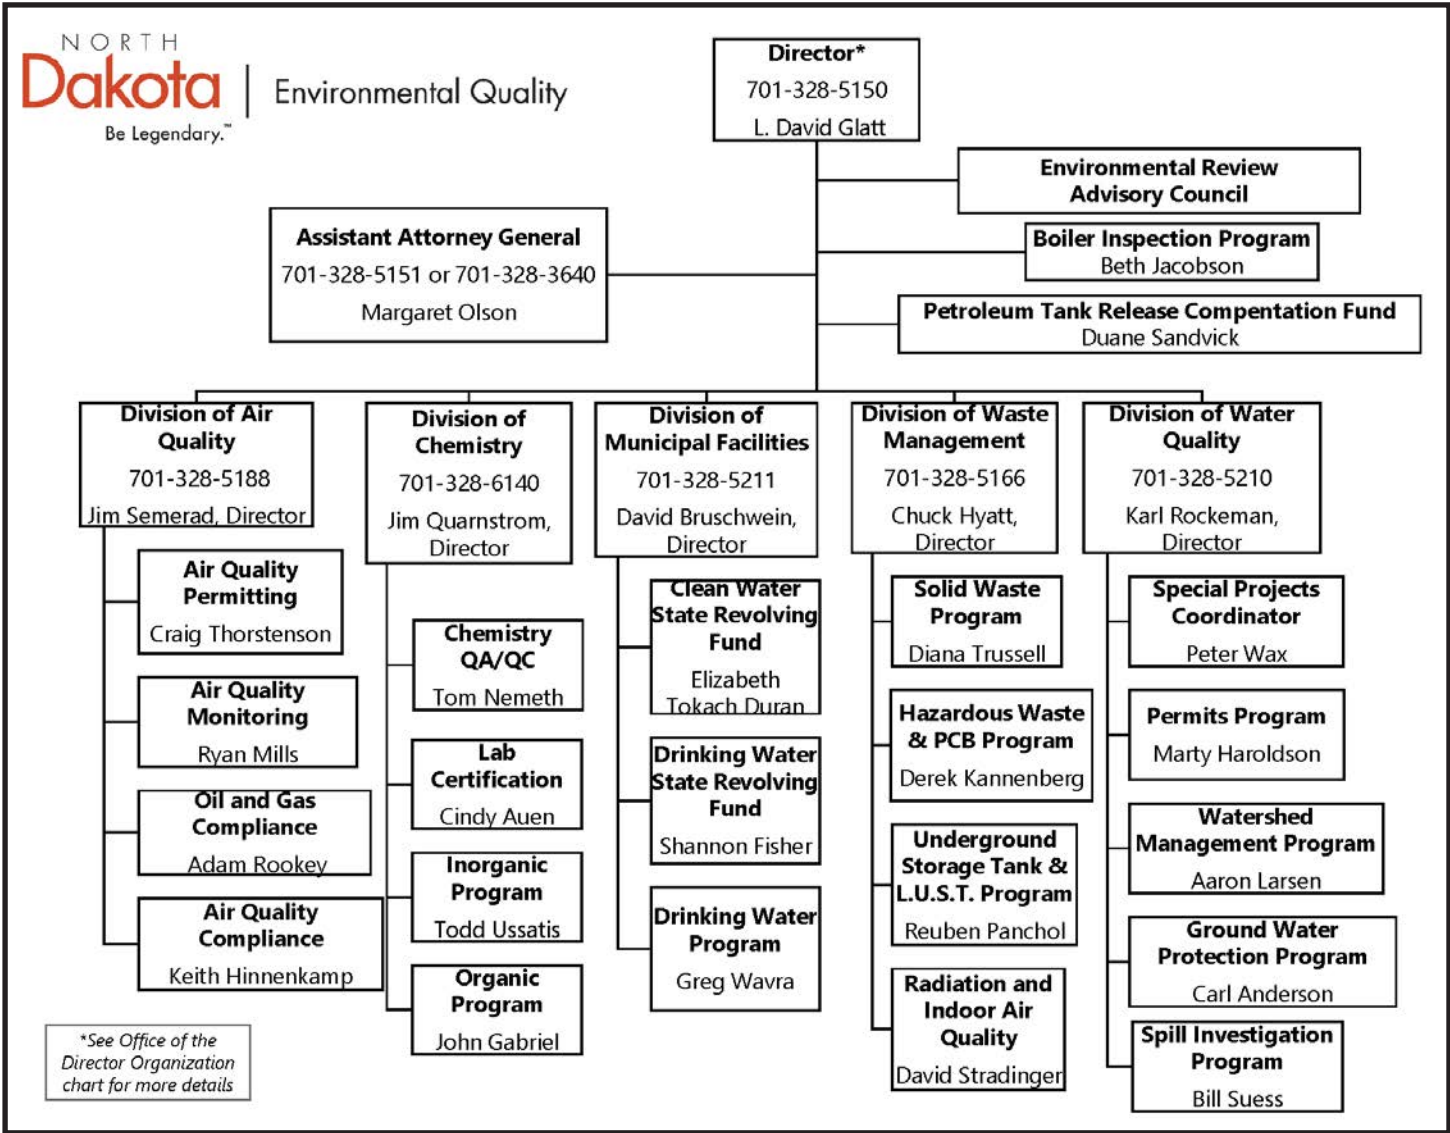 NORTH
Dakota
Be Legendary.™
Environmental Quality
Director*
701-328-5150
L. David Glatt
Environmental Review
Advisory Council
Boiler Inspection Program
Beth Jacobson
Assistant Attorney General
701-328-5151 or 701-328-3640
Margaret Olson
Petroleum Tank Release Compentation Fund
Duane Sandvick
Division of Air
Quality
701-328-5188
Jim Semerad, Director
Air Quality
Permitting
Craig Thorstenson
Air Quality
Monitoring
Ryan Mills
Oil and Gas
Compliance
Adam Rookey
Air Quality
Compliance
Keith Hinnenkamp
Division of
Chemistry
701-328-6140
Jim Quarnstrom,
Director
Chemistry
QA/QC
Tom Nemeth
Lab
Certification
Cindy Auen
Inorganic
Program
Todd Ussatis
Organic
Program
John Gabriel
Division of
Municipal Facilities
701-328-5211
David Bruschwein,
Director
Clean Water
State Revolving
Fund
Elizabeth
Tokach Duran
Drinking Water
State Revolving
Fund
Shannon Fisher
Drinking Water
Program
Greg Wavra
Division of Waste
Management
701-328-5166
Chuck Hyatt,
Director
Solid Waste
Program
Diana Trussell
Hazardous Waste
& PCB Program
Derek Kannenberg
Underground
Storage Tank &
L.U.S.T. Program
Reuben Panchol
Radiation and
Indoor Air
Quality
David Stradinger
Division of Water
Quality
701-328-5210
Karl Rockeman,
Director
Special Projects
Coordinator
Peter Wax
Permits Program
Marty Haroldson
Watershed
Management Program
Aaron Larsen
Ground Water
Protection Program
Carl Anderson
Spill Investigation
Program
Bill Suess
*See Office of the
Director Organization
chart for more details